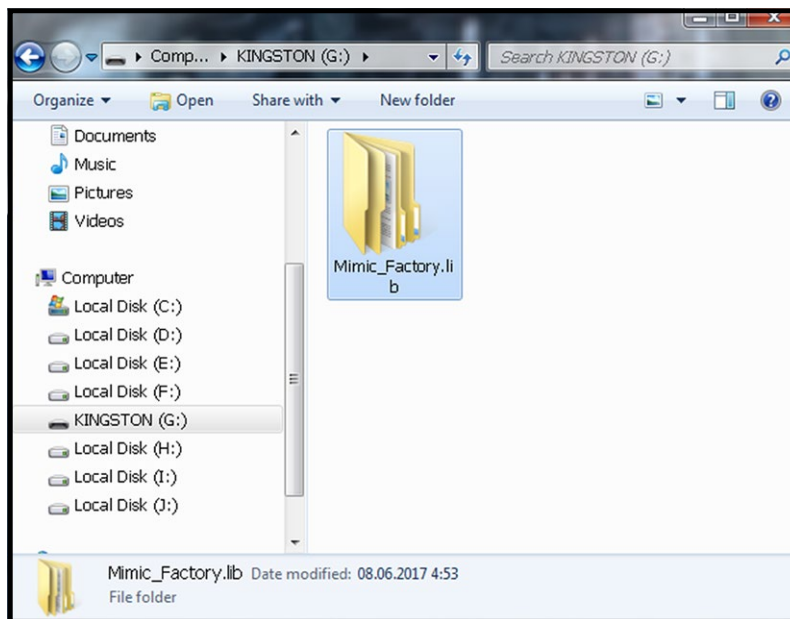 Comp... KINGSTON (G:) Search KINGSTON (G:)
Organize Open Share with New folder
Documents
Music
Pictures
Videos
Computer
Local Disk (C:)
Local Disk (D:)
Local Disk (E:)
Local Disk (F:)
KINGSTON (G:)
Local Disk (H:)
Local Disk (I:)
Local Disk (J:)
Mimic_Factory.li
b
Mimic_Factory.lib Date modified: 08.06.2017 4:53
File folder